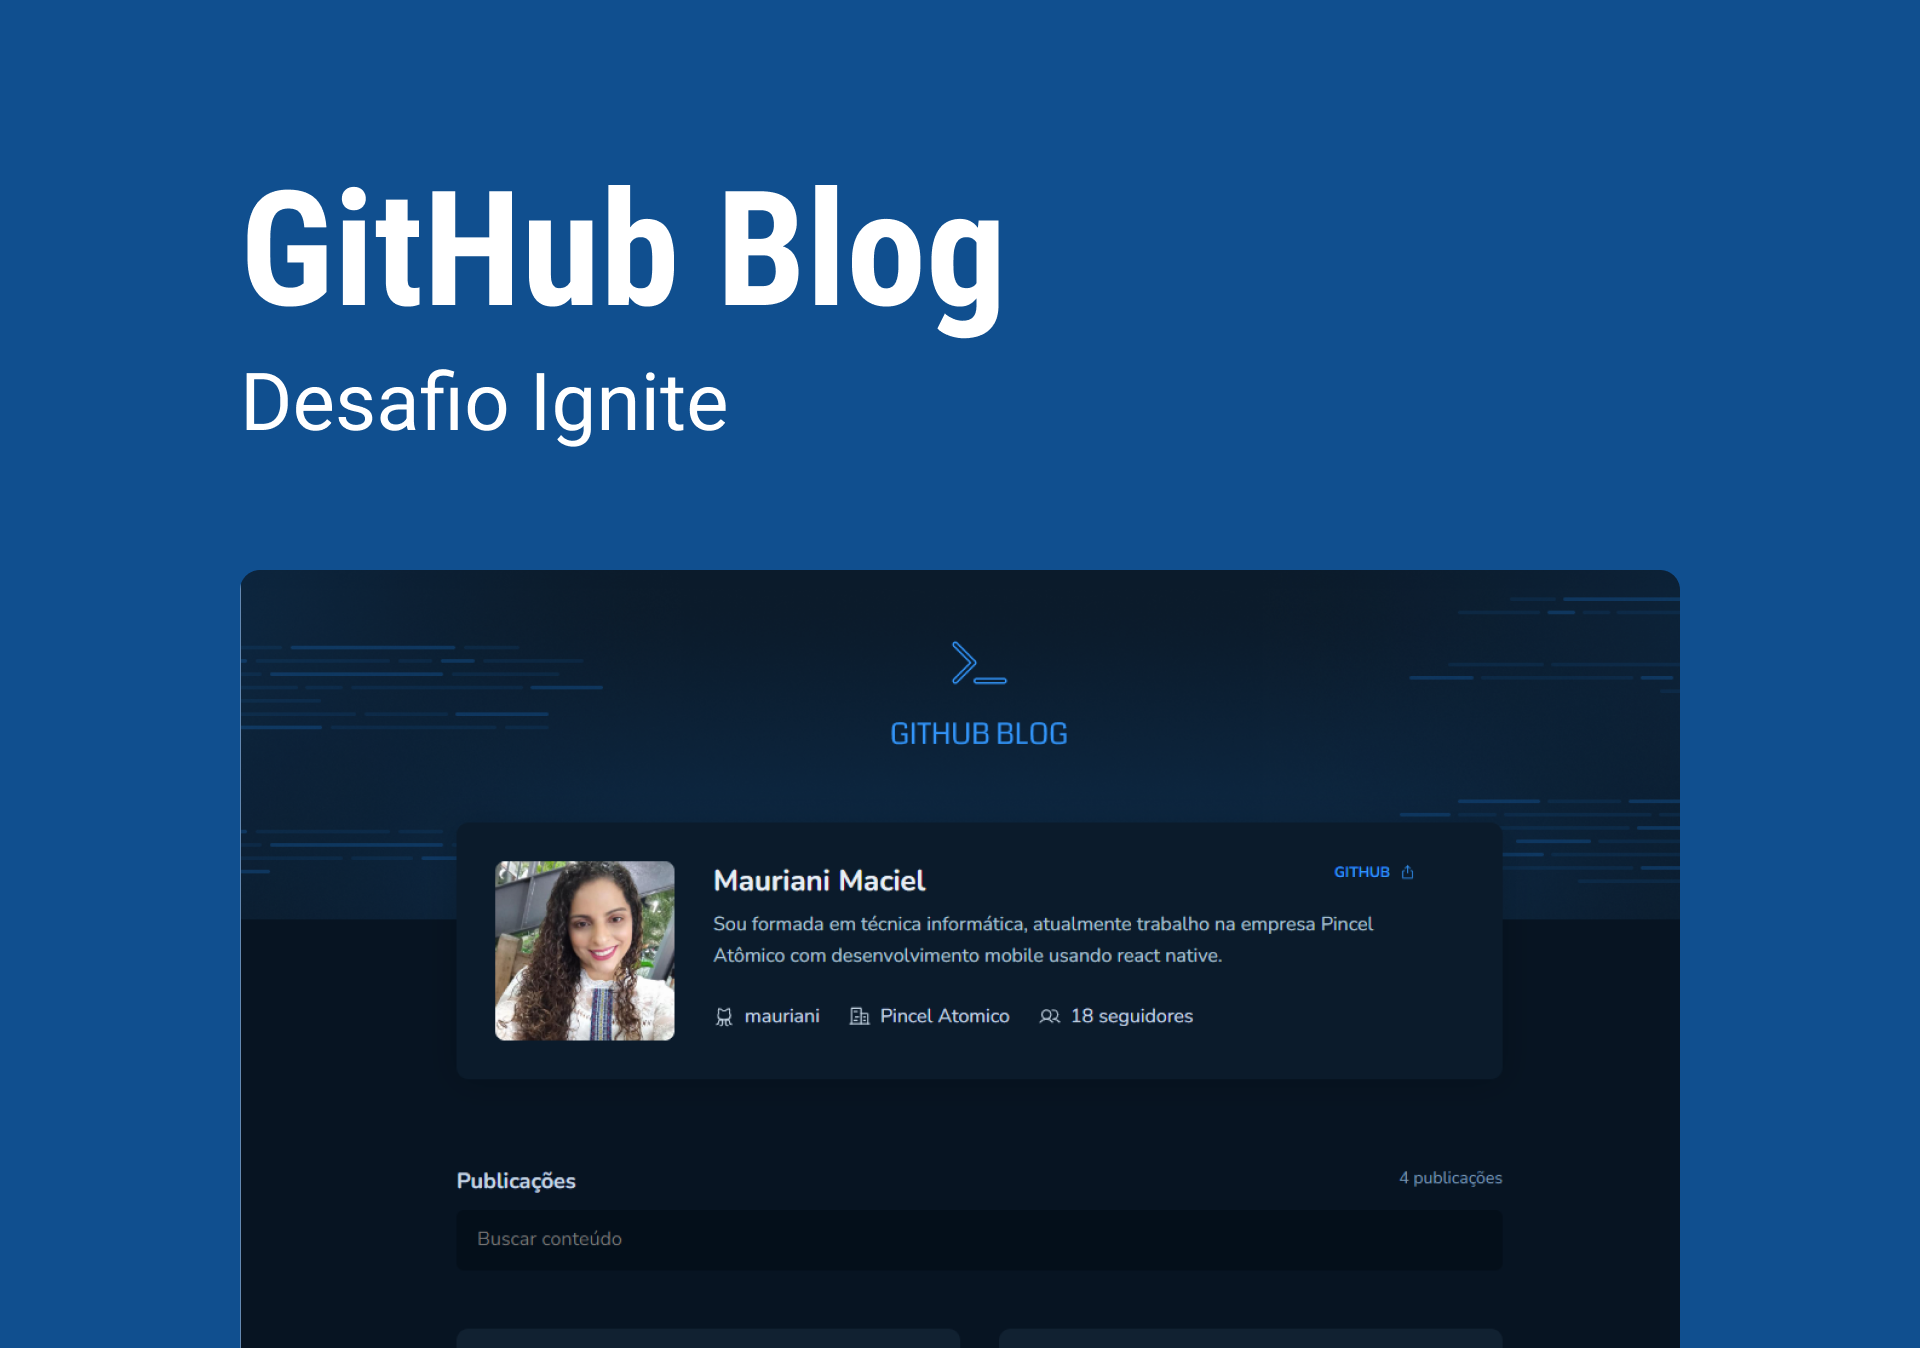 GitHub Blog
Desafio Ignite
GITHUB BLOG
Mauriani Maciel
GITHUB
Sou formada em técnica informática, atualmente trabalho na empresa Pincel
Atômico com desenvolvimento mobile usando react native.
mauriani Pincel Atomico 18 seguidores
Publicações
4 publicações
Buscar conteúdo